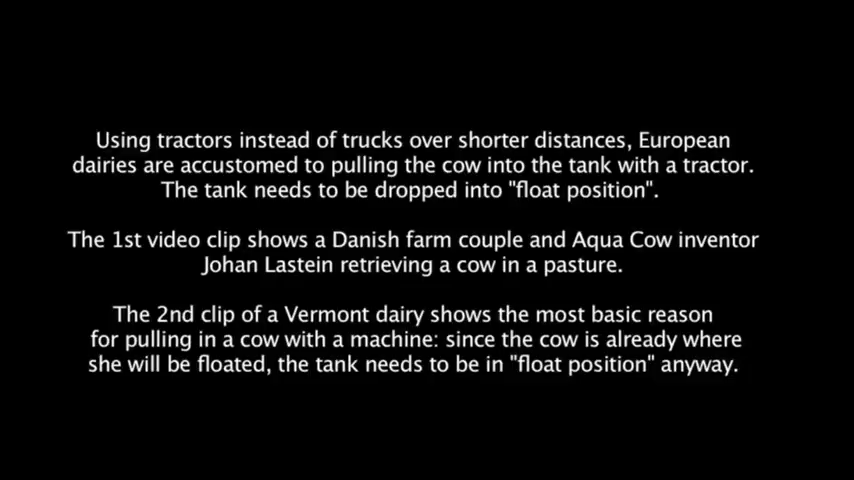 Using tractors instead of trucks over shorter distances, European
dairies are accustomed to pulling the cow into the tank with a tractor.
The tank needs to be dropped into "float position".
The 1st video clip shows a Danish farm couple and Aqua Cow inventor
Johan Lastein retrieving a cow in a pasture.
The 2nd clip of a Vermont dairy shows the most basic reason
for pulling in a cow with a machine: since the cow is already where
she will be floated, the tank needs to be in "float position" anyway.